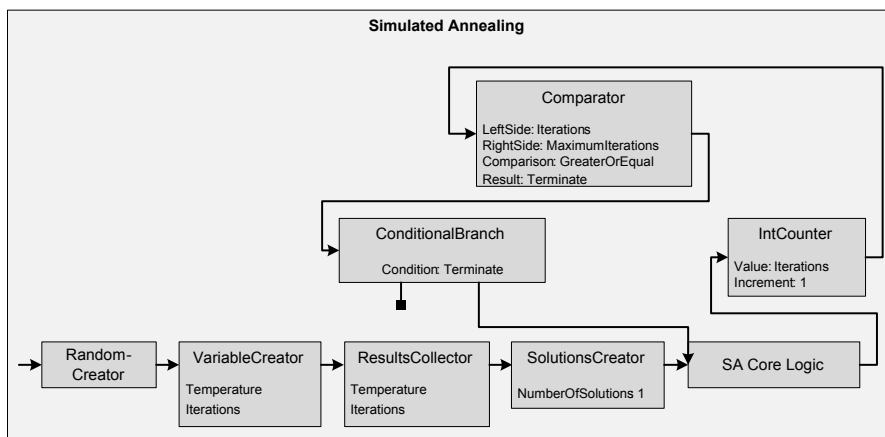 Simulated Annealing
Comparator
LeftSide: Iterations
RightSide: MaximumIterations
Comparison: GreaterOrEqual
Result: Terminate
ConditionalBranch
Condition: Terminate
IntCounter
Value: Iterations
Increment: 1
Random-
Creator
VariableCreator
Temperature
Iterations
ResultsCollector
Temperature
Iterations
SolutionsCreator
NumberOfSolutions 1
SA Core Logic